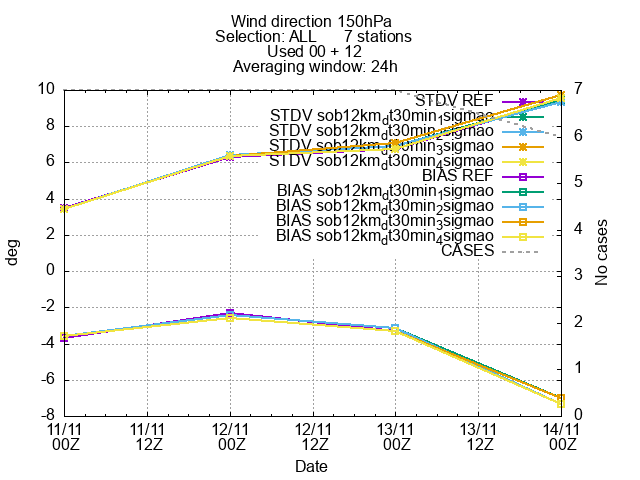 Wind direction 150hPa
Selection: ALL 7 stations
Used 00 + 12
Averaging window: 24h
STDV REF
STDV sob12km_dt30min_1sigmao
STDV sob12km_dt30min_2sigmao
STDV sob12km_dt30min_3sigmao
STDV sob12km_dt30min_4sigmao
BIAS REF
BIAS sob12km_dt30min_1sigmao
BIAS sob12km_dt30min_2sigmao
BIAS sob12km_dt30min_3sigmao
BIAS sob12km_dt30min_4sigmao
CASES
10
8
6
4
2
0
-2
-4
-6
-8
deg
7
6
5
4
3
2
1
0
No cases
11/11 11/11 12/11 12/11 13/11 13/11 14/11
00Z 12Z 00Z 12Z 00Z 12Z 00Z
Date